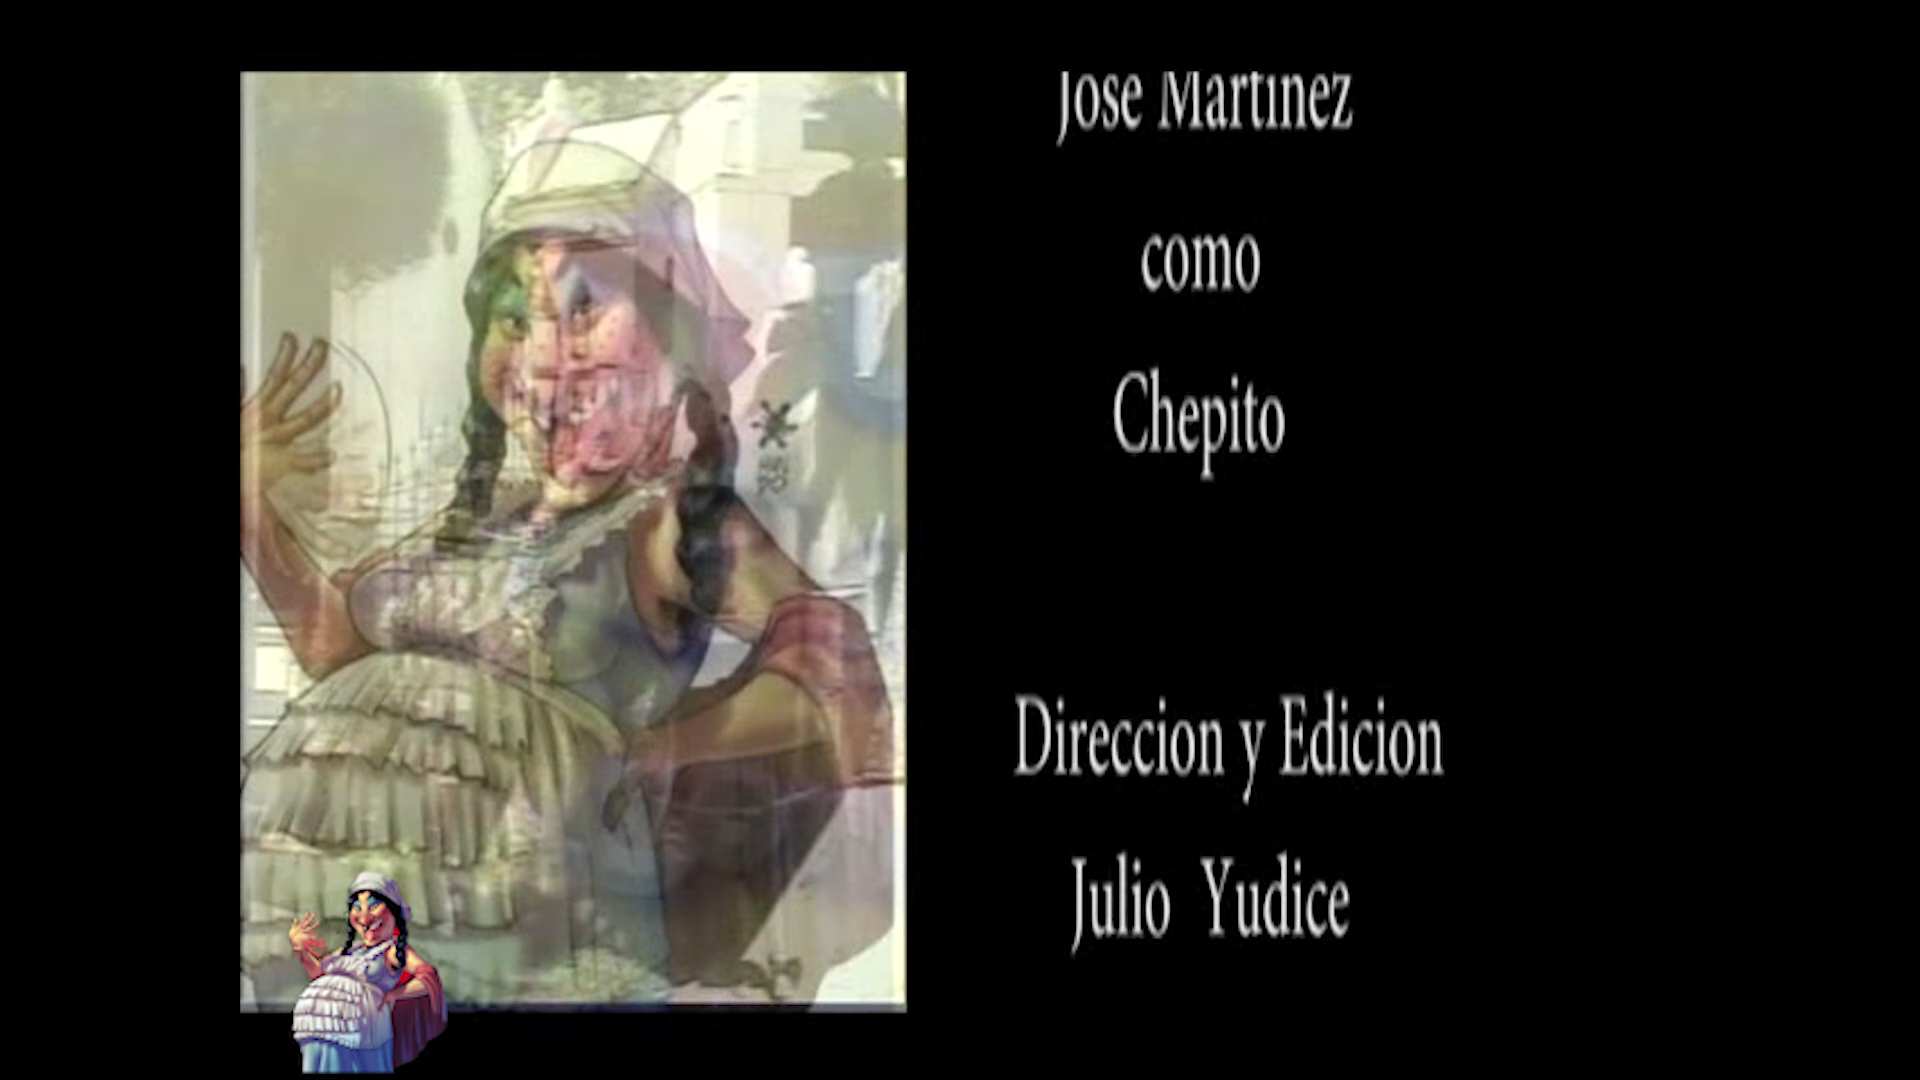 Jose Martinez
como
Chepito
Direccion y Edicion
Julio Yudice